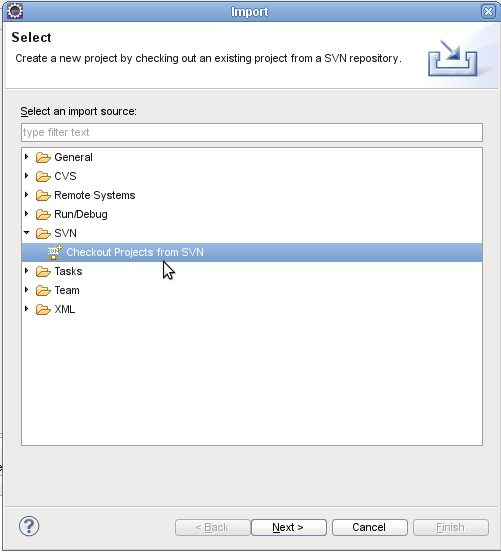 Import
Select
Create a new project by checking out an existing project from a SVN repository.
Select an import source:
type filter text
General
CVS
Remote Systems
Run/Debug
SVN
Checkout Projects from SVN
Tasks
Team
XML
? < Back Next > Cancel Finish